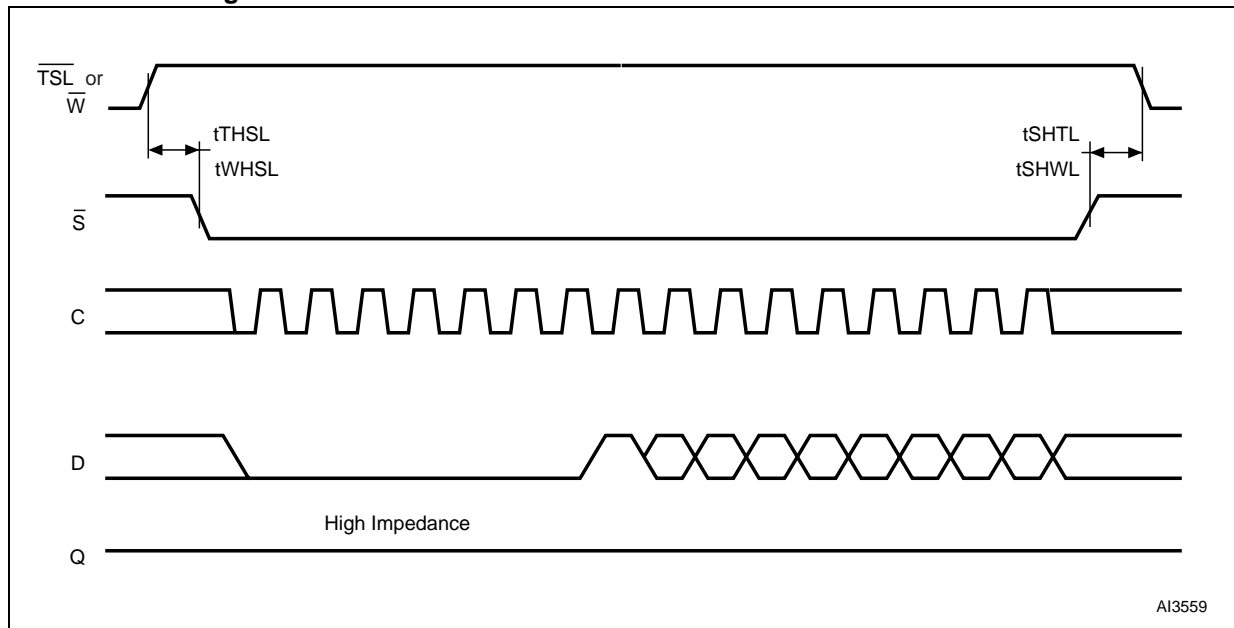 TSL or
W
tTHSL
tWHSL
tSHTL
tSHWL
S
C
D
High Impedance
Q
AI3559